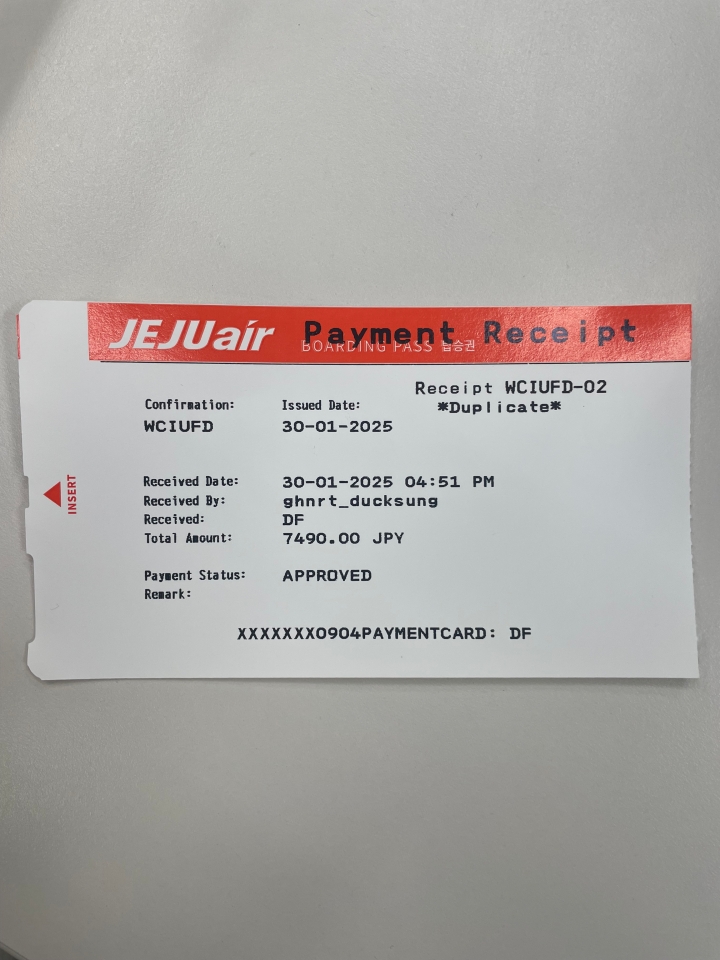 JEJUair Payment Receipt
BOARDING PASS 탑승권
Receipt WCIUFD-02
*Duplicate*
Confirmation: Issued Date:
WCIUFD 30-01-2025
INSERT
Received Date: 30-01-2025 04:51 PM
Received By: ghnrt_ducksung
Received: DF
Total Amount: 7490.00 JPY
Payment Status: APPROVED
Remark:
XXXXXXX0904PAYMENTCARD: DF